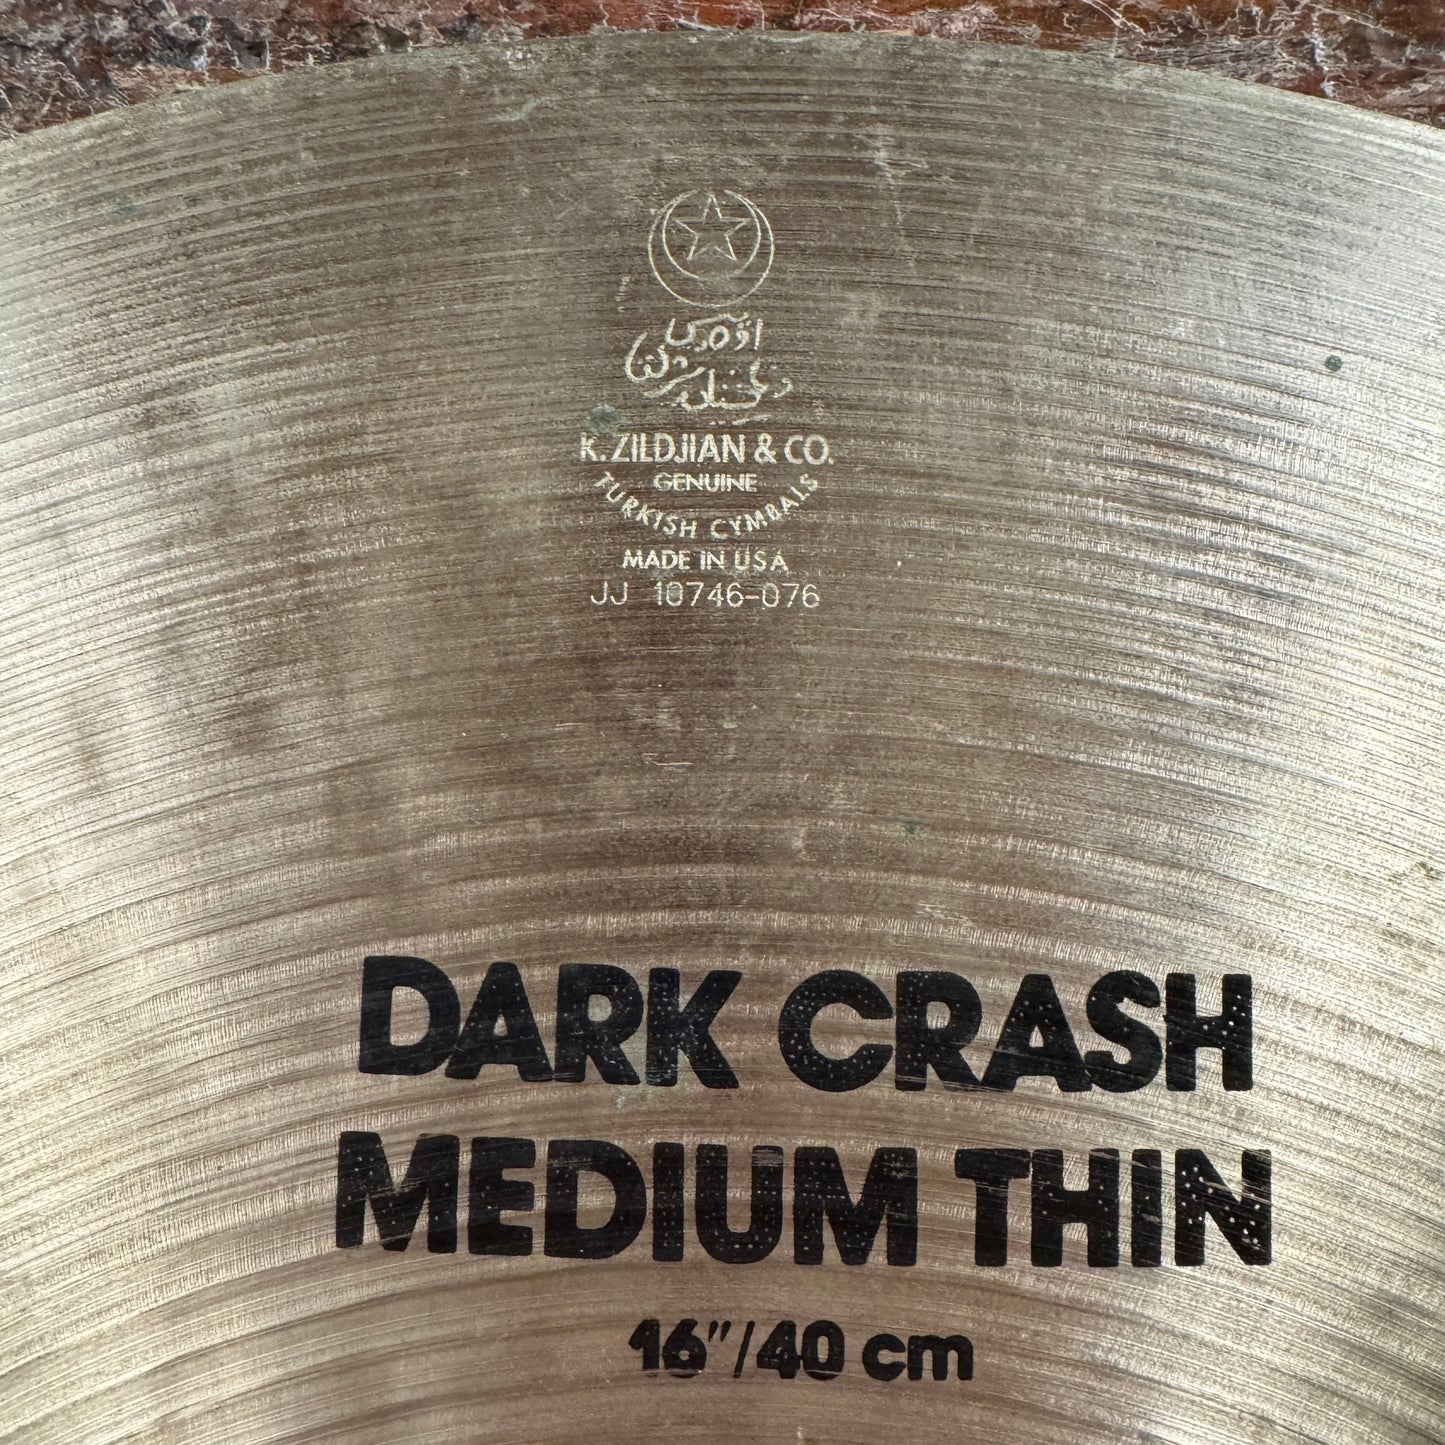 K. ZILDJIAN & CO.
GENUINE
TURKISH CYMBALS
MADE IN USA
JJ 10746-076
DARK CRASH
MEDIUM THIN
16"/40 cm